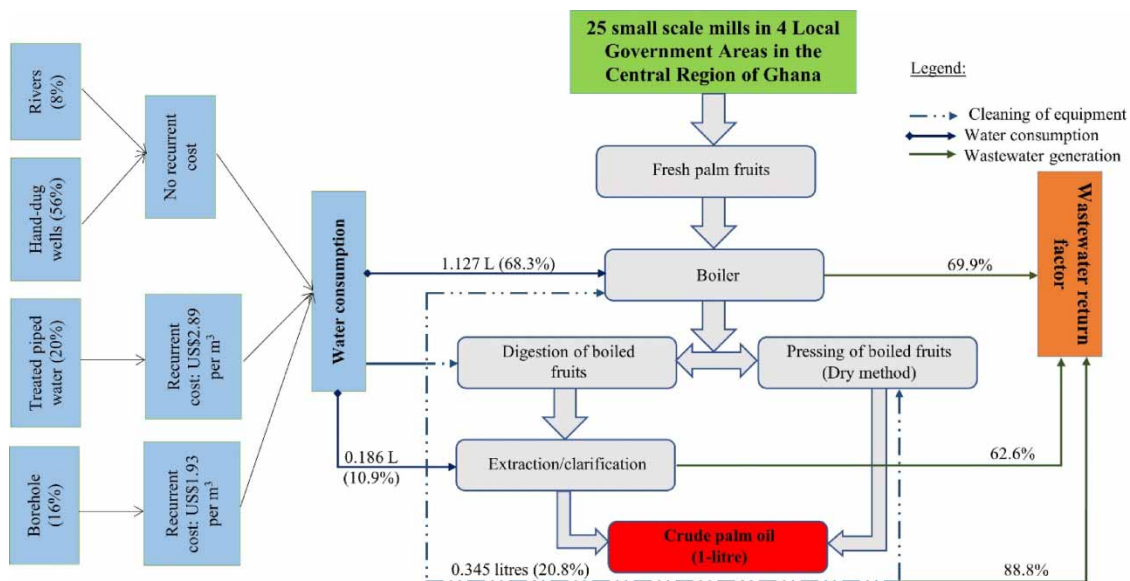 25 small scale mills in 4 Local
Government Areas in the
Central Region of Ghana
Legend:
Cleaning of equipment
Water consumption
Wastewater generation
Rivers
(8%)
Hand-dug
wells (56%)
Treated piped
water (20%)
Borehole
(16%)
No recurrent
cost
Recurrent
cost: US$2.89
per m³
Recurrent
cost: US$1.93
per m³
Water consumption
Fresh palm fruits
1.127 L (68.3%)
Boiler
69.9%
Wastewater return
factor
Digestion of boiled
fruits
Pressing of boiled fruits
(Dry method)
0.186 L
(10.9%)
Extraction/clarification
62.6%
Crude palm oil
(1-litre)
0.345 litres (20.8%)
88.8%